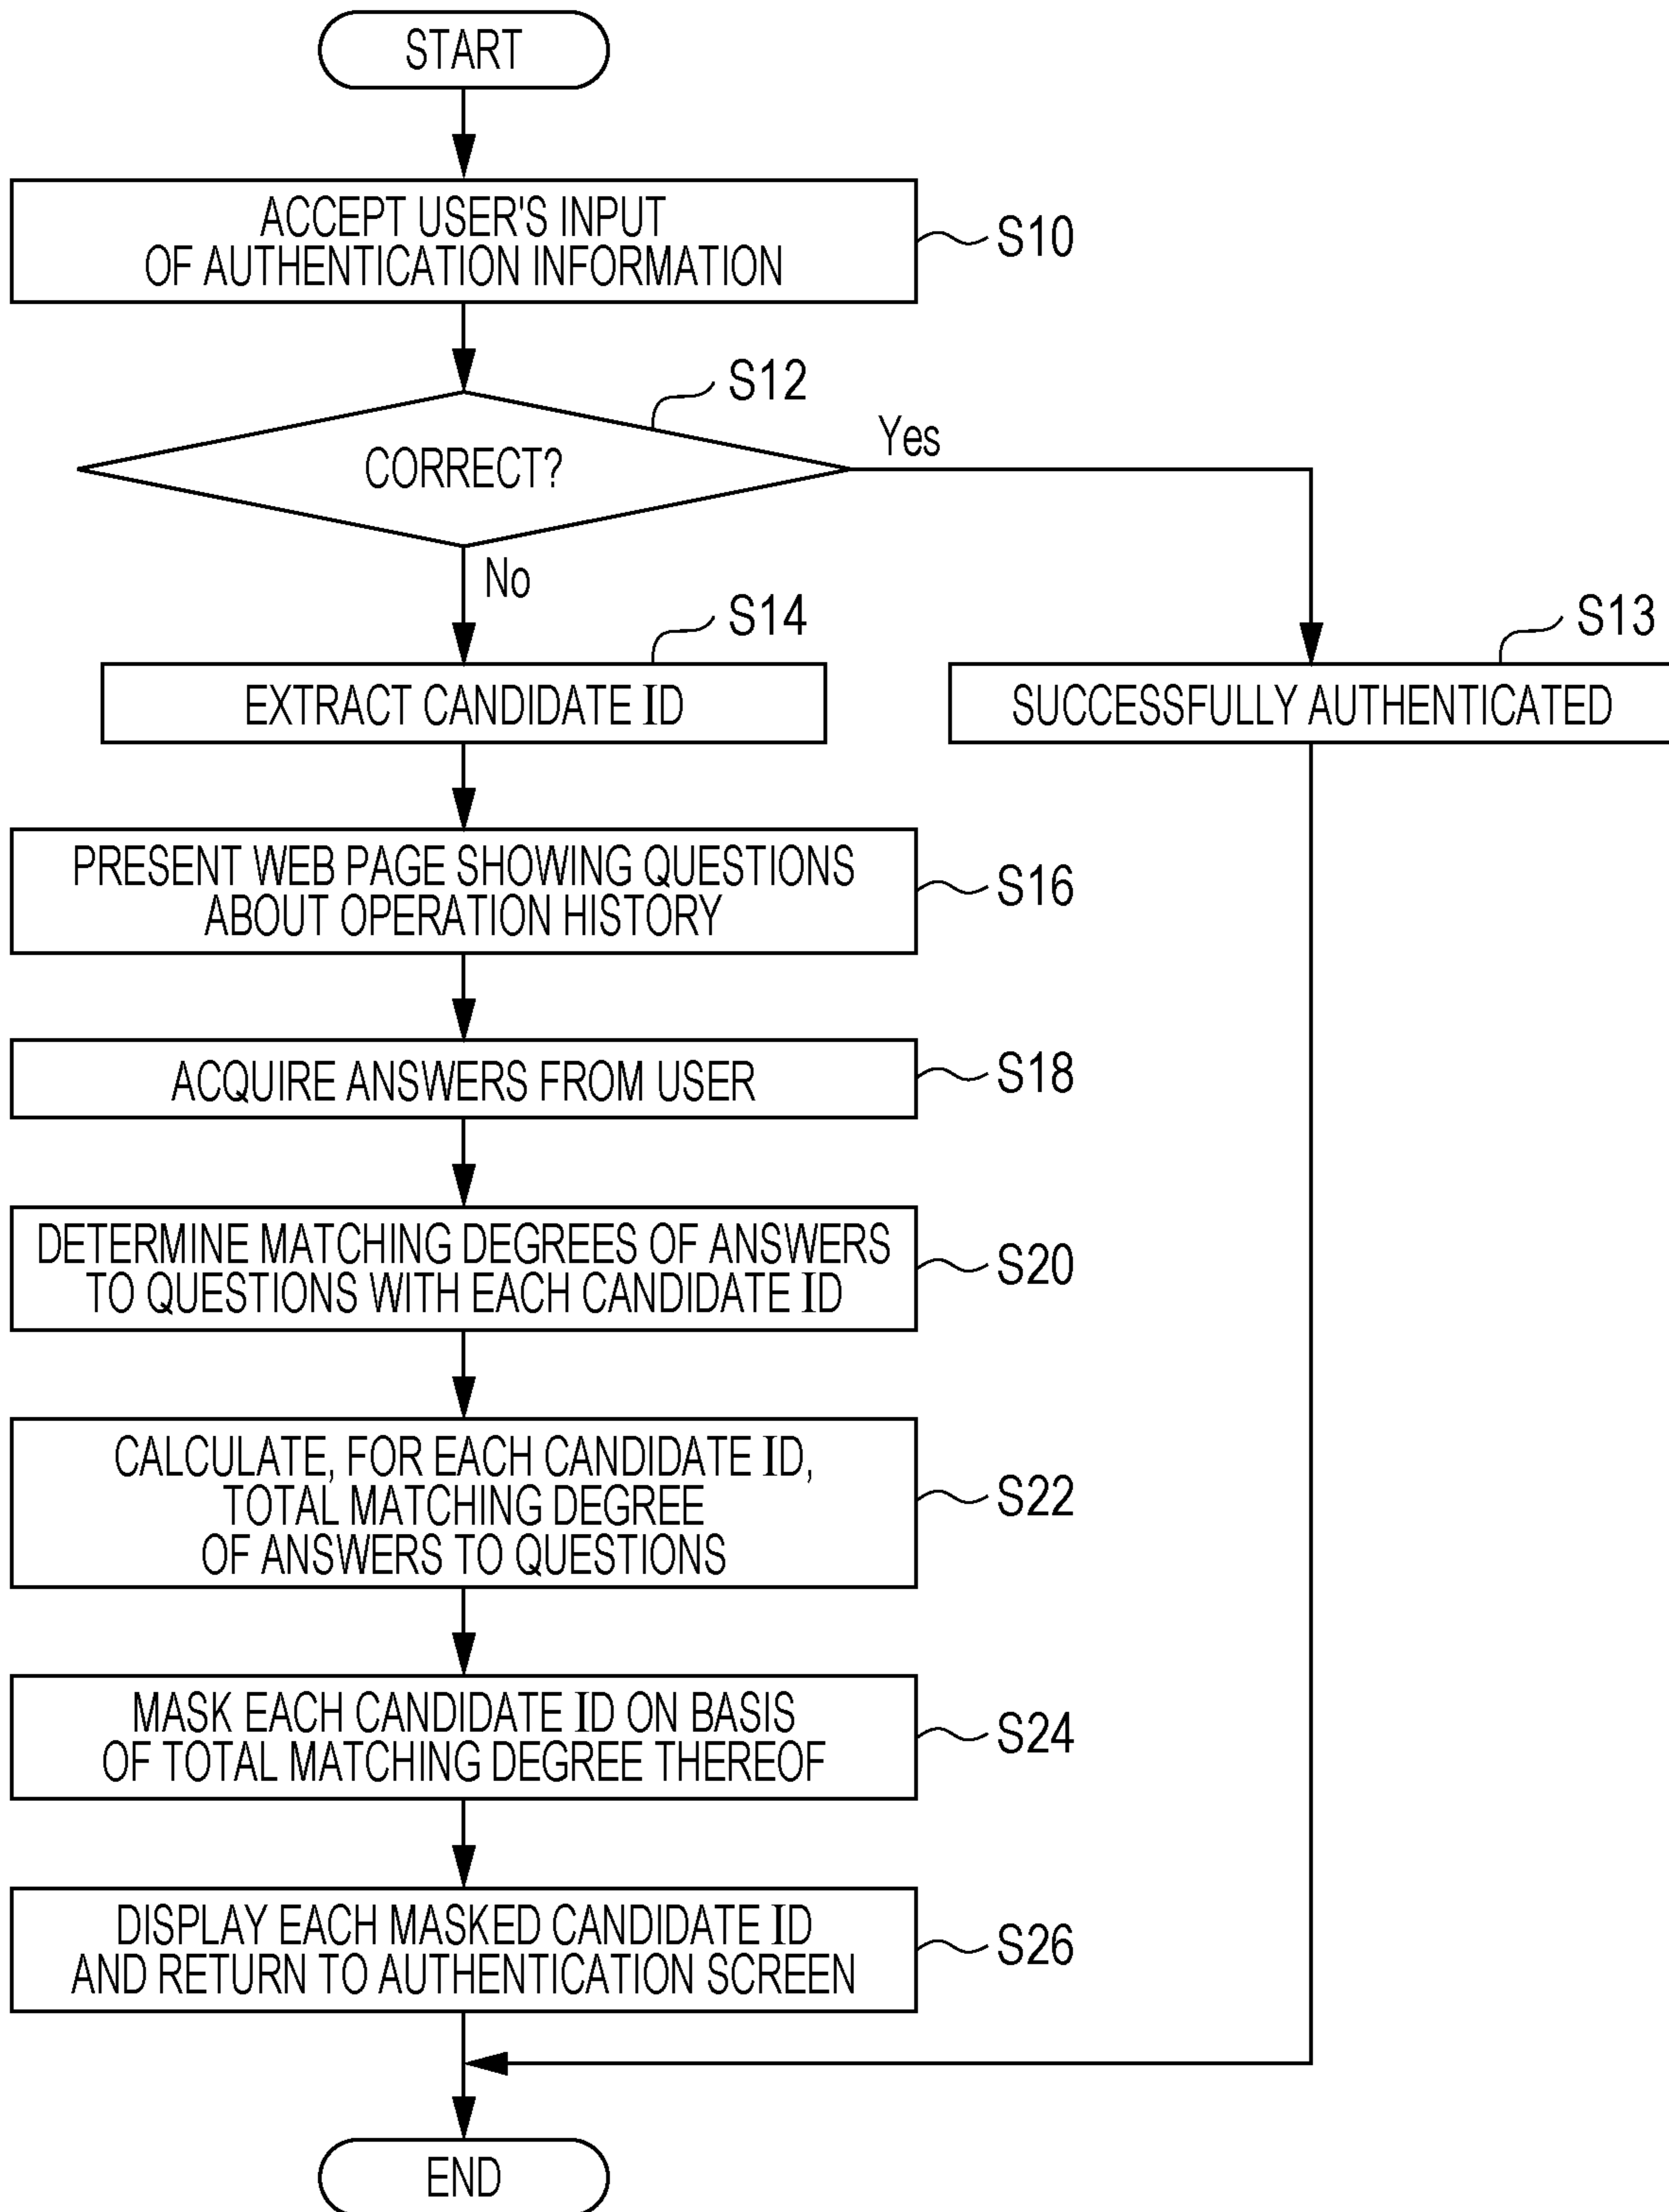 START
ACCEPT USER'S INPUT
OF AUTHENTICATION INFORMATION
S10
S12
CORRECT?
Yes
No
S14
S13
EXTRACT CANDIDATE ID
SUCCESSFULLY AUTHENTICATED
PRESENT WEB PAGE SHOWING QUESTIONS
ABOUT OPERATION HISTORY
S16
ACQUIRE ANSWERS FROM USER
S18
DETERMINE MATCHING DEGREES OF ANSWERS
TO QUESTIONS WITH EACH CANDIDATE ID
S20
CALCULATE, FOR EACH CANDIDATE ID,
TOTAL MATCHING DEGREE
OF ANSWERS TO QUESTIONS
S22
MASK EACH CANDIDATE ID ON BASIS
OF TOTAL MATCHING DEGREE THEREOF
S24
DISPLAY EACH MASKED CANDIDATE ID
AND RETURN TO AUTHENTICATION SCREEN
S26
END